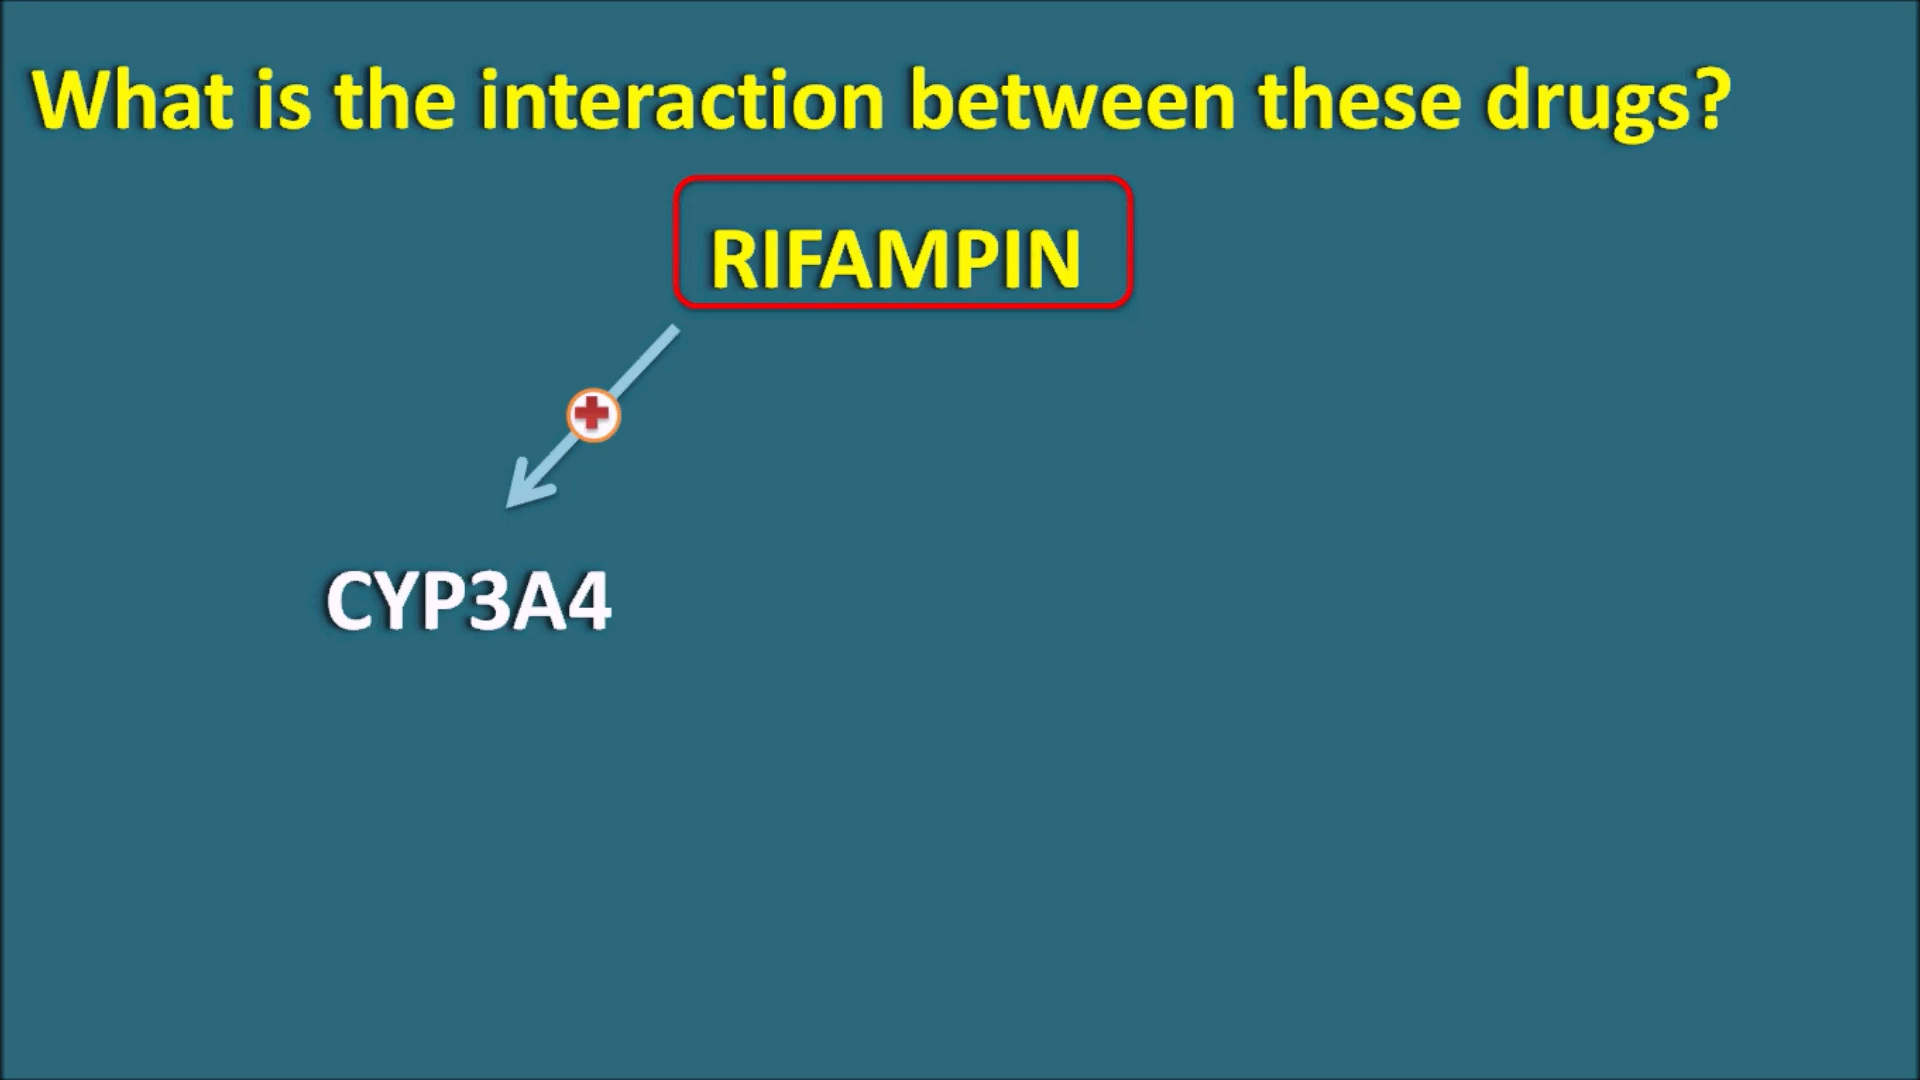 What is the interaction between these drugs?
RIFAMPIN
CYP3A4